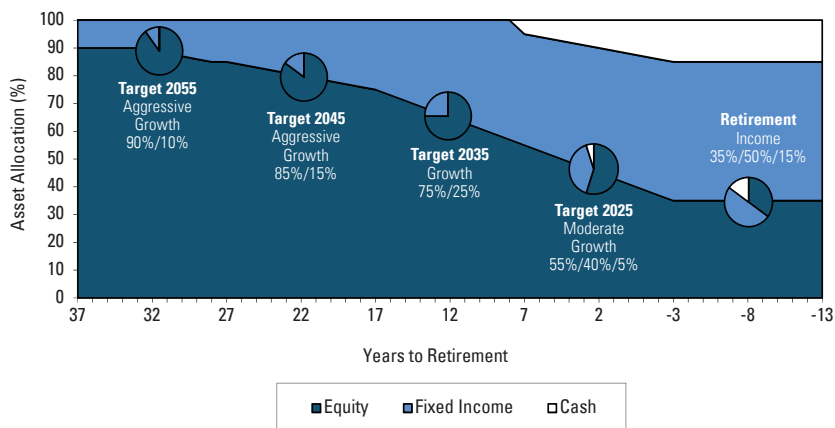 Asset Allocation (%)
100
90
80
70
60
50
40
30
20
10
0
Target 2055
Aggressive
Growth
90%/10%
Target 2045
Aggressive
Growth
85%/15%
Target 2035
Growth
75%/25%
Target 2025
Moderate
Growth
55%/40%/5%
Retirement
Income
35%/50%/15%
37 32 27 22 17 12 7 2 -3 -8 -13
Years to Retirement
Equity Fixed Income Cash